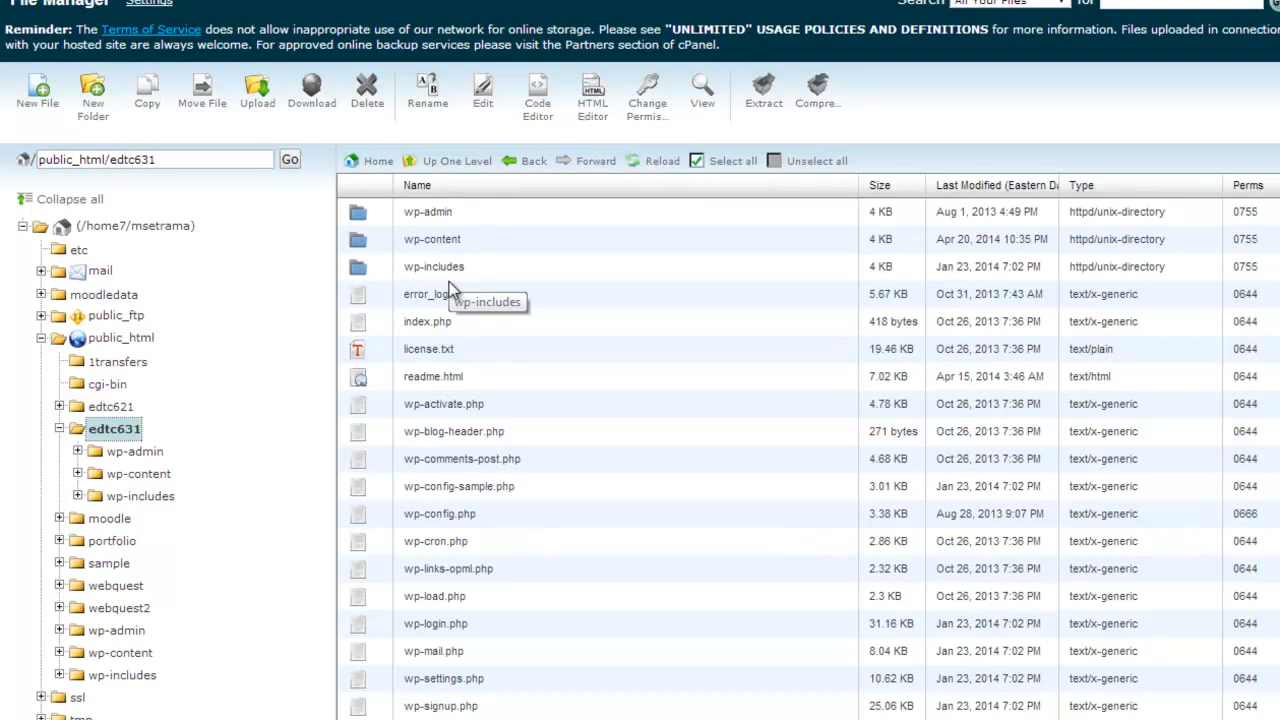 File Manager Settings Search All Your Files for
Reminder: The Terms of Service does not allow inappropriate use of our network for online storage. Please see "UNLIMITED" USAGE POLICIES AND DEFINITIONS for more information. Files uploaded in connection
with your hosted site are always welcome. For approved online backup services please visit the Partners section of cPanel.
New File New Folder Copy Move File Upload Download Delete Rename Edit Code Editor HTML Editor Change Permis... View Extract Compre...
/ public_html/edtc631 Go
Home Up One Level Back Forward Reload Select all Unselect all
Collapse all
(/home7/msetrama)
etc
mail
moodledata
public_ftp
public_html
1transfers
cgi-bin
edtc621
edtc631
wp-admin
wp-content
wp-includes
moodle
portfolio
sample
webquest
webquest2
wp-admin
wp-content
wp-includes
ssl
tmp
Name Size Last Modified (Eastern Da Type Perms
wp-admin 4 KB Aug 1, 2013 4:49 PM httpd/unix-directory 0755
wp-content 4 KB Apr 20, 2014 10:35 PM httpd/unix-directory 0755
wp-includes 4 KB Jan 23, 2014 7:02 PM httpd/unix-directory 0755
error_log 5.67 KB Oct 31, 2013 7:43 AM text/x-generic 0644
wp-includes
index.php 418 bytes Oct 26, 2013 7:36 PM text/x-generic 0644
license.txt 19.46 KB Oct 26, 2013 7:36 PM text/plain 0644
readme.html 7.02 KB Apr 15, 2014 3:46 AM text/html 0644
wp-activate.php 4.78 KB Oct 26, 2013 7:36 PM text/x-generic 0644
wp-blog-header.php 271 bytes Oct 26, 2013 7:36 PM text/x-generic 0644
wp-comments-post.php 4.68 KB Oct 26, 2013 7:36 PM text/x-generic 0644
wp-config-sample.php 3.01 KB Jan 23, 2014 7:02 PM text/x-generic 0644
wp-config.php 3.38 KB Aug 28, 2013 9:07 PM text/x-generic 0666
wp-cron.php 2.86 KB Oct 26, 2013 7:36 PM text/x-generic 0644
wp-links-opml.php 2.32 KB Oct 26, 2013 7:36 PM text/x-generic 0644
wp-load.php 2.3 KB Oct 26, 2013 7:36 PM text/x-generic 0644
wp-login.php 31.16 KB Jan 23, 2014 7:02 PM text/x-generic 0644
wp-mail.php 8.04 KB Jan 23, 2014 7:02 PM text/x-generic 0644
wp-settings.php 10.62 KB Jan 23, 2014 7:02 PM text/x-generic 0644
wp-signup.php 25.06 KB Jan 23, 2014 7:02 PM text/x-generic 0644